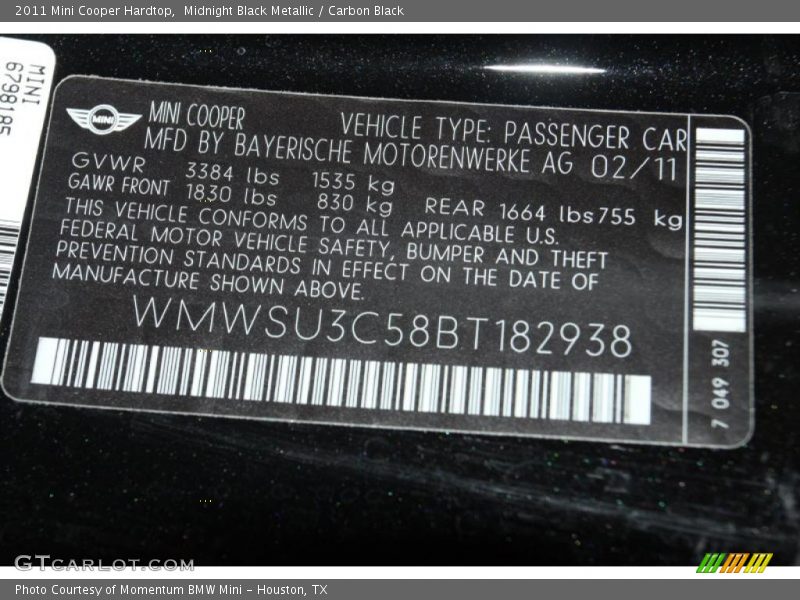 2011 Mini Cooper Hardtop,  Midnight Black Metallic / Carbon Black
MINI
6798185
MINI
MINI COOPER
VEHICLE TYPE: PASSENGER CAR
MFD BY BAYERISCHE MOTORENWERKE AG 02/11
GVWR 3384 lbs 1535 kg
GAWR FRONT 1830 lbs 830 kg REAR 1664 lbs 755 kg
THIS VEHICLE CONFORMS TO ALL APPLICABLE U.S.
FEDERAL MOTOR VEHICLE SAFETY, BUMPER AND THEFT
PREVENTION STANDARDS IN EFFECT ON THE DATE OF
MANUFACTURE SHOWN ABOVE.
WMWSU3C58BT182938
7 049 307
GTCARLOT.COM
Photo Courtesy of Momentum BMW Mini - Houston, TX